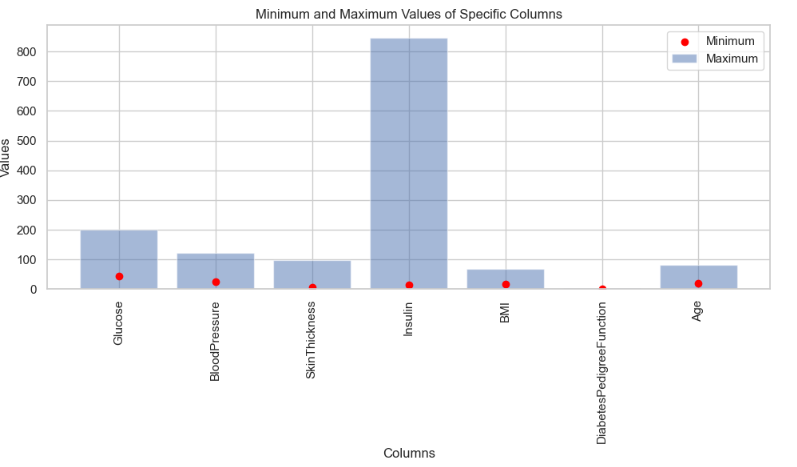 Minimum and Maximum Values of Specific Columns
Minimum
Maximum
Values
800
700
600
500
400
300
200
100
0
Glucose
BloodPressure
SkinThickness
Insulin
BMI
DiabetesPedigreeFunction
Age
Columns